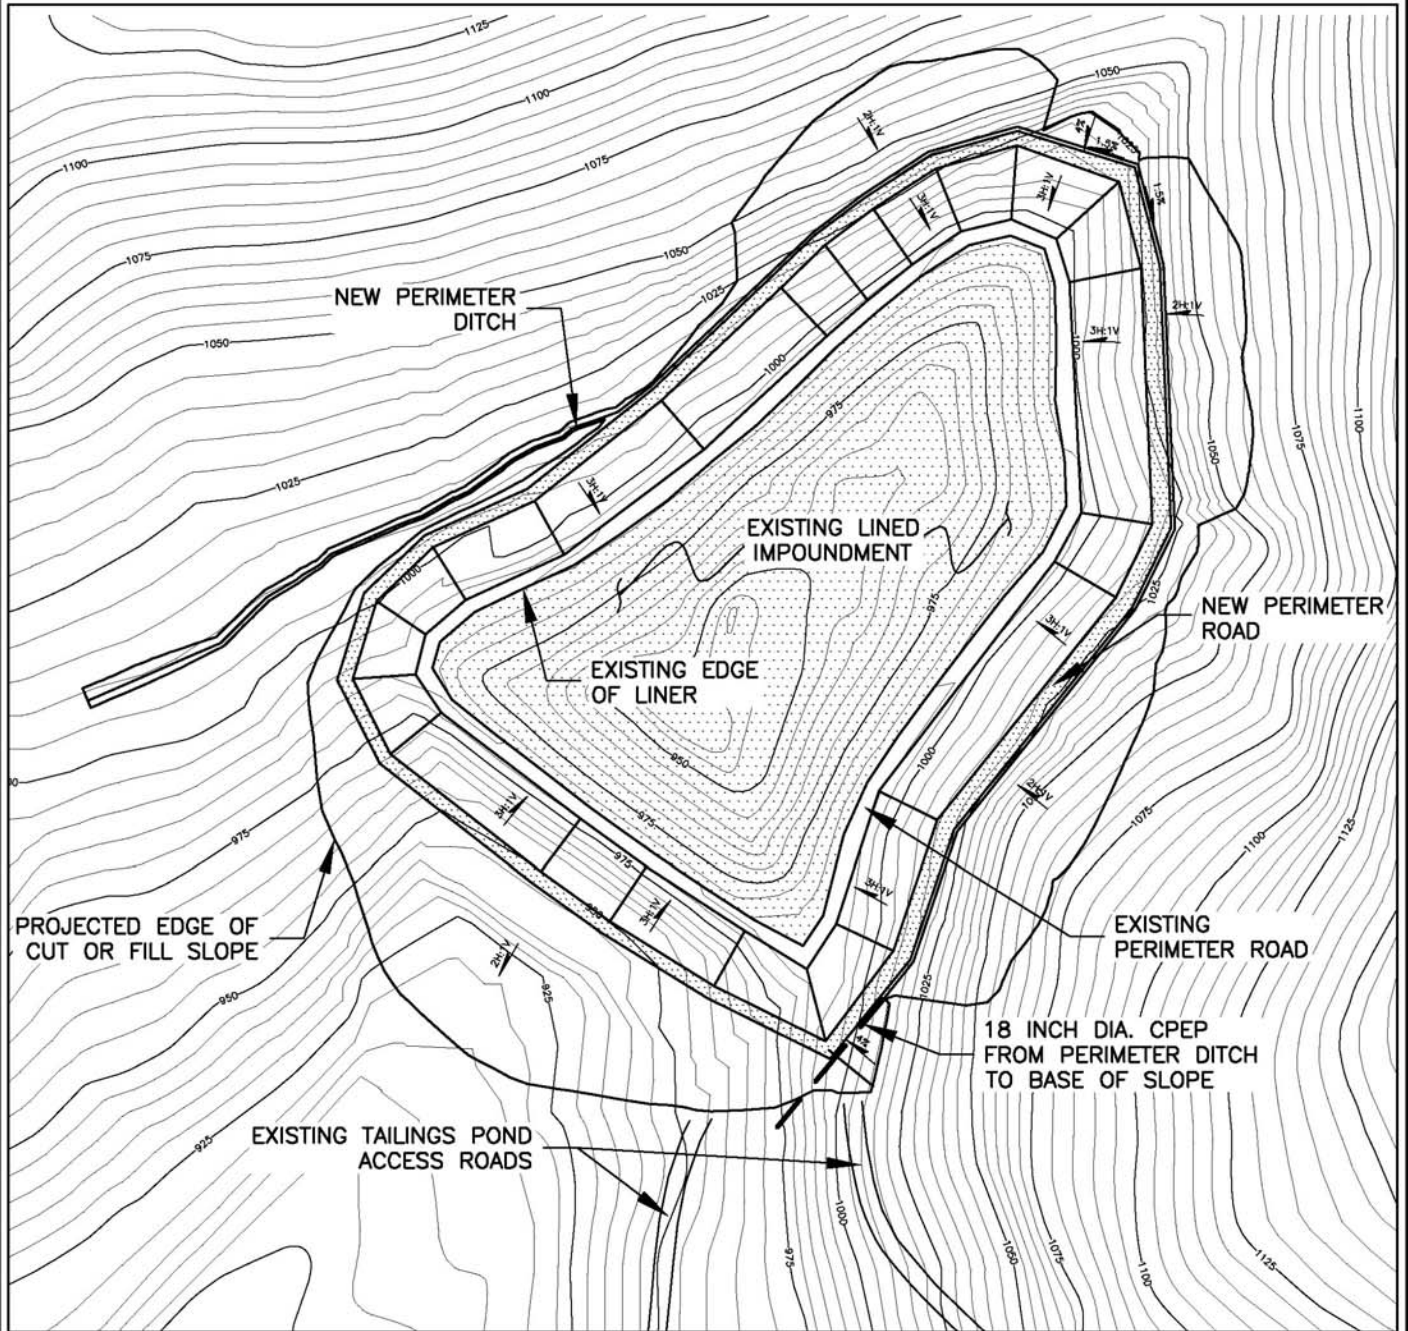 1125
1100
1050
1100
1075
2H:1V
4%
1.5%
3H:1V
3H:1V
1.5%
1075
1050
1025
NEW PERIMETER
DITCH
2H:1V
3H:1V
1000
1050
1000
975
1100
1075
1050
1025
3H:1V
EXISTING LINED
IMPOUNDMENT
1000
975
1025
NEW PERIMETER
ROAD
3H:1V
EXISTING EDGE
OF LINER
950
1000
2H:1V
3H:1V
975
975
1075
1125
1100
975
3H:1V
3H:1V
PROJECTED EDGE OF
CUT OR FILL SLOPE
2H:1V
EXISTING
PERIMETER ROAD
925
950
1025
18 INCH DIA. CPEP
FROM PERIMETER DITCH
TO BASE OF SLOPE
4%
925
EXISTING TAILINGS POND
ACCESS ROADS
1000
975
1050
1075
1100
1125